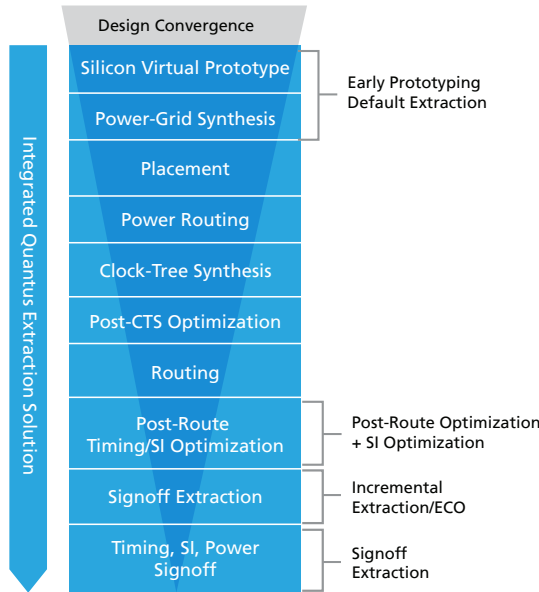 Design Convergence
Integrated Quantus Extraction Solution
Silicon Virtual Prototype
Power-Grid Synthesis
Early Prototyping
Default Extraction
Placement
Power Routing
Clock-Tree Synthesis
Post-CTS Optimization
Routing
Post-Route
Timing/SI Optimization
Post-Route Optimization
+ SI Optimization
Signoff Extraction
Incremental
Extraction/ECO
Timing, SI, Power
Signoff
Signoff
Extraction